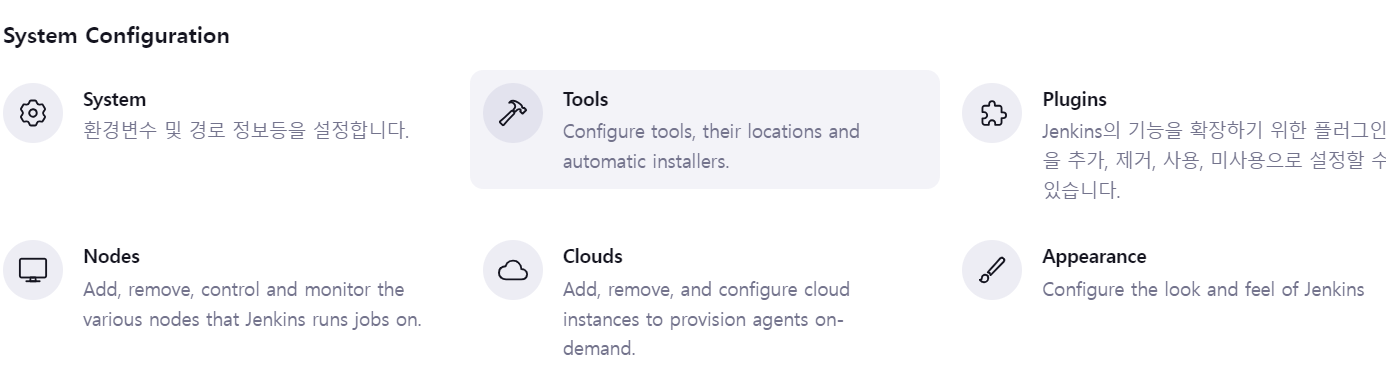 System Configuration
System
환경변수 및 경로 정보등을 설정합니다.
Tools
Configure tools, their locations and
automatic installers.
Plugins
Jenkins의 기능을 확장하기 위한 플러그인
을 추가, 제거, 사용, 미사용으로 설정할 수
있습니다.
Nodes
Add, remove, control and monitor the
various nodes that Jenkins runs jobs on.
Clouds
Add, remove, and configure cloud
instances to provision agents on-
demand.
Appearance
Configure the look and feel of Jenkins